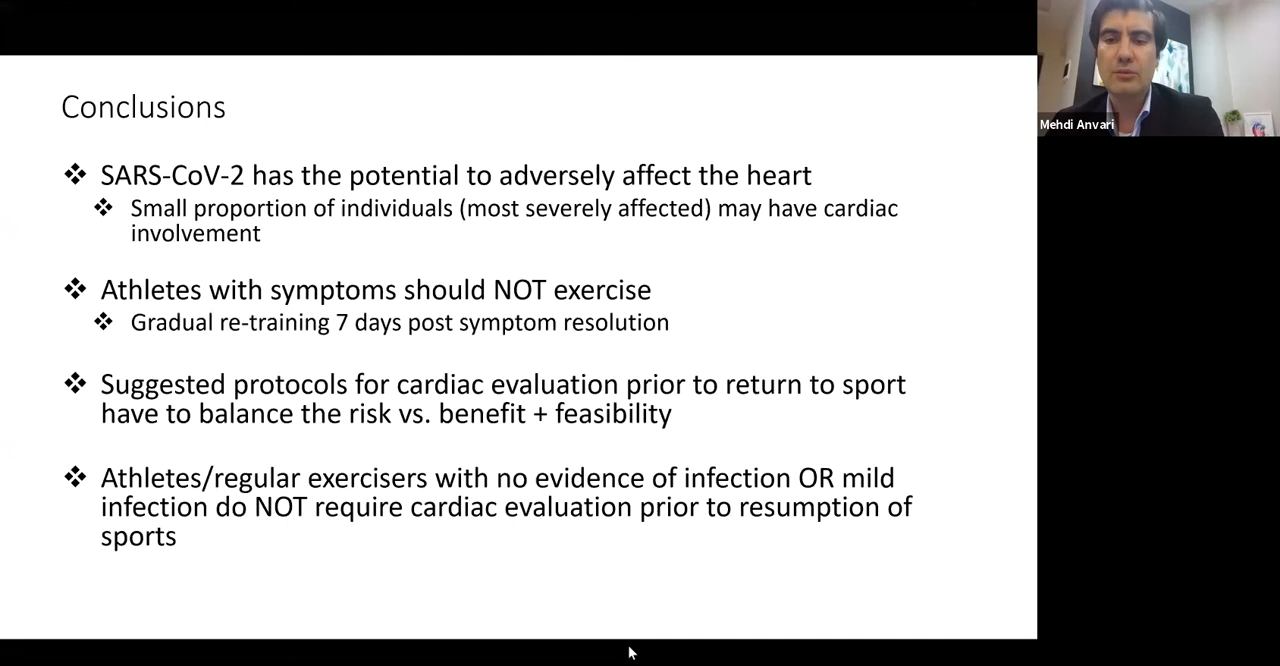 Conclusions
❖ SARS-CoV-2 has the potential to adversely affect the heart
❖ Small proportion of individuals (most severely affected) may have cardiac
involvement
❖ Athletes with symptoms should NOT exercise
❖ Gradual re-training 7 days post symptom resolution
❖ Suggested protocols for cardiac evaluation prior to return to sport
have to balance the risk vs. benefit + feasibility
❖ Athletes/regular exercisers with no evidence of infection OR mild
infection do NOT require cardiac evaluation prior to resumption of
sports
Mehdi Anvari